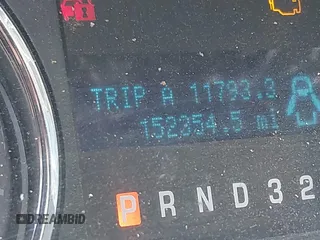 TRIP A 11793.3
152354.5 mi
P R N D 3 2
DREAMBID